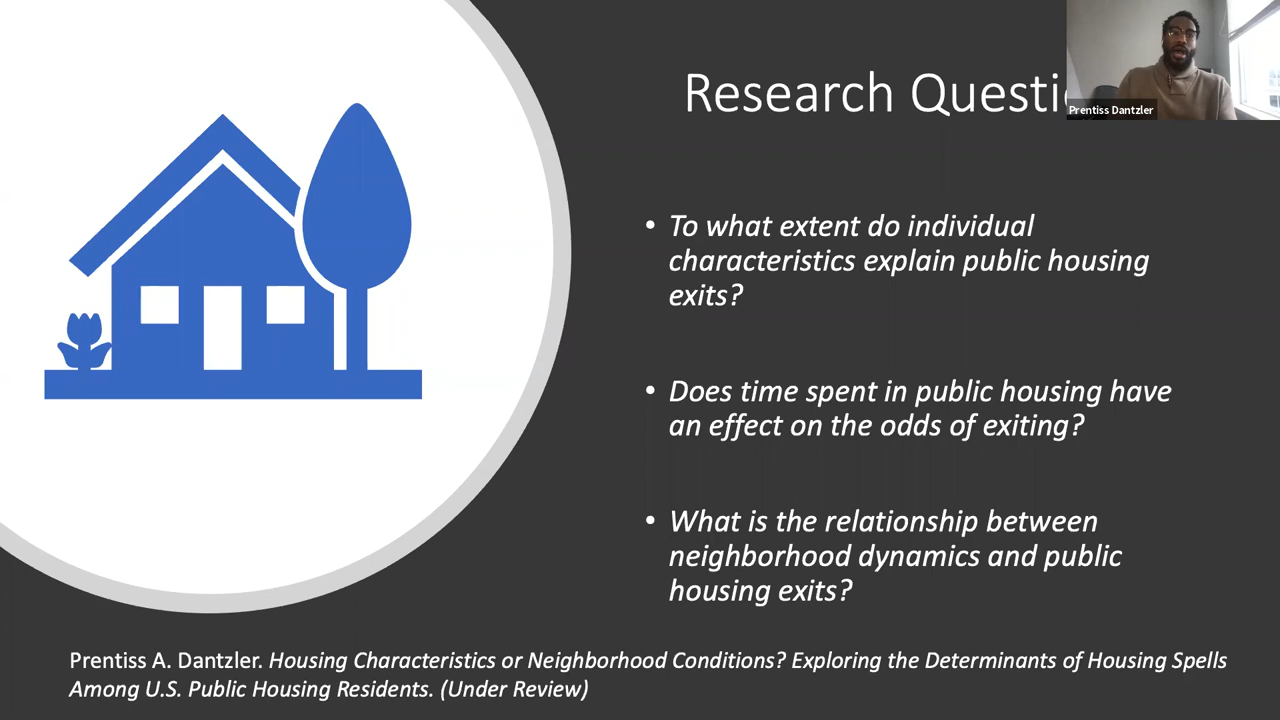 Research Questi
Prentiss Dantzler
• To what extent do individual
characteristics explain public housing
exits?
• Does time spent in public housing have
an effect on the odds of exiting?
• What is the relationship between
neighborhood dynamics and public
housing exits?
Prentiss A. Dantzler. Housing Characteristics or Neighborhood Conditions? Exploring the Determinants of Housing Spells
Among U.S. Public Housing Residents. (Under Review)